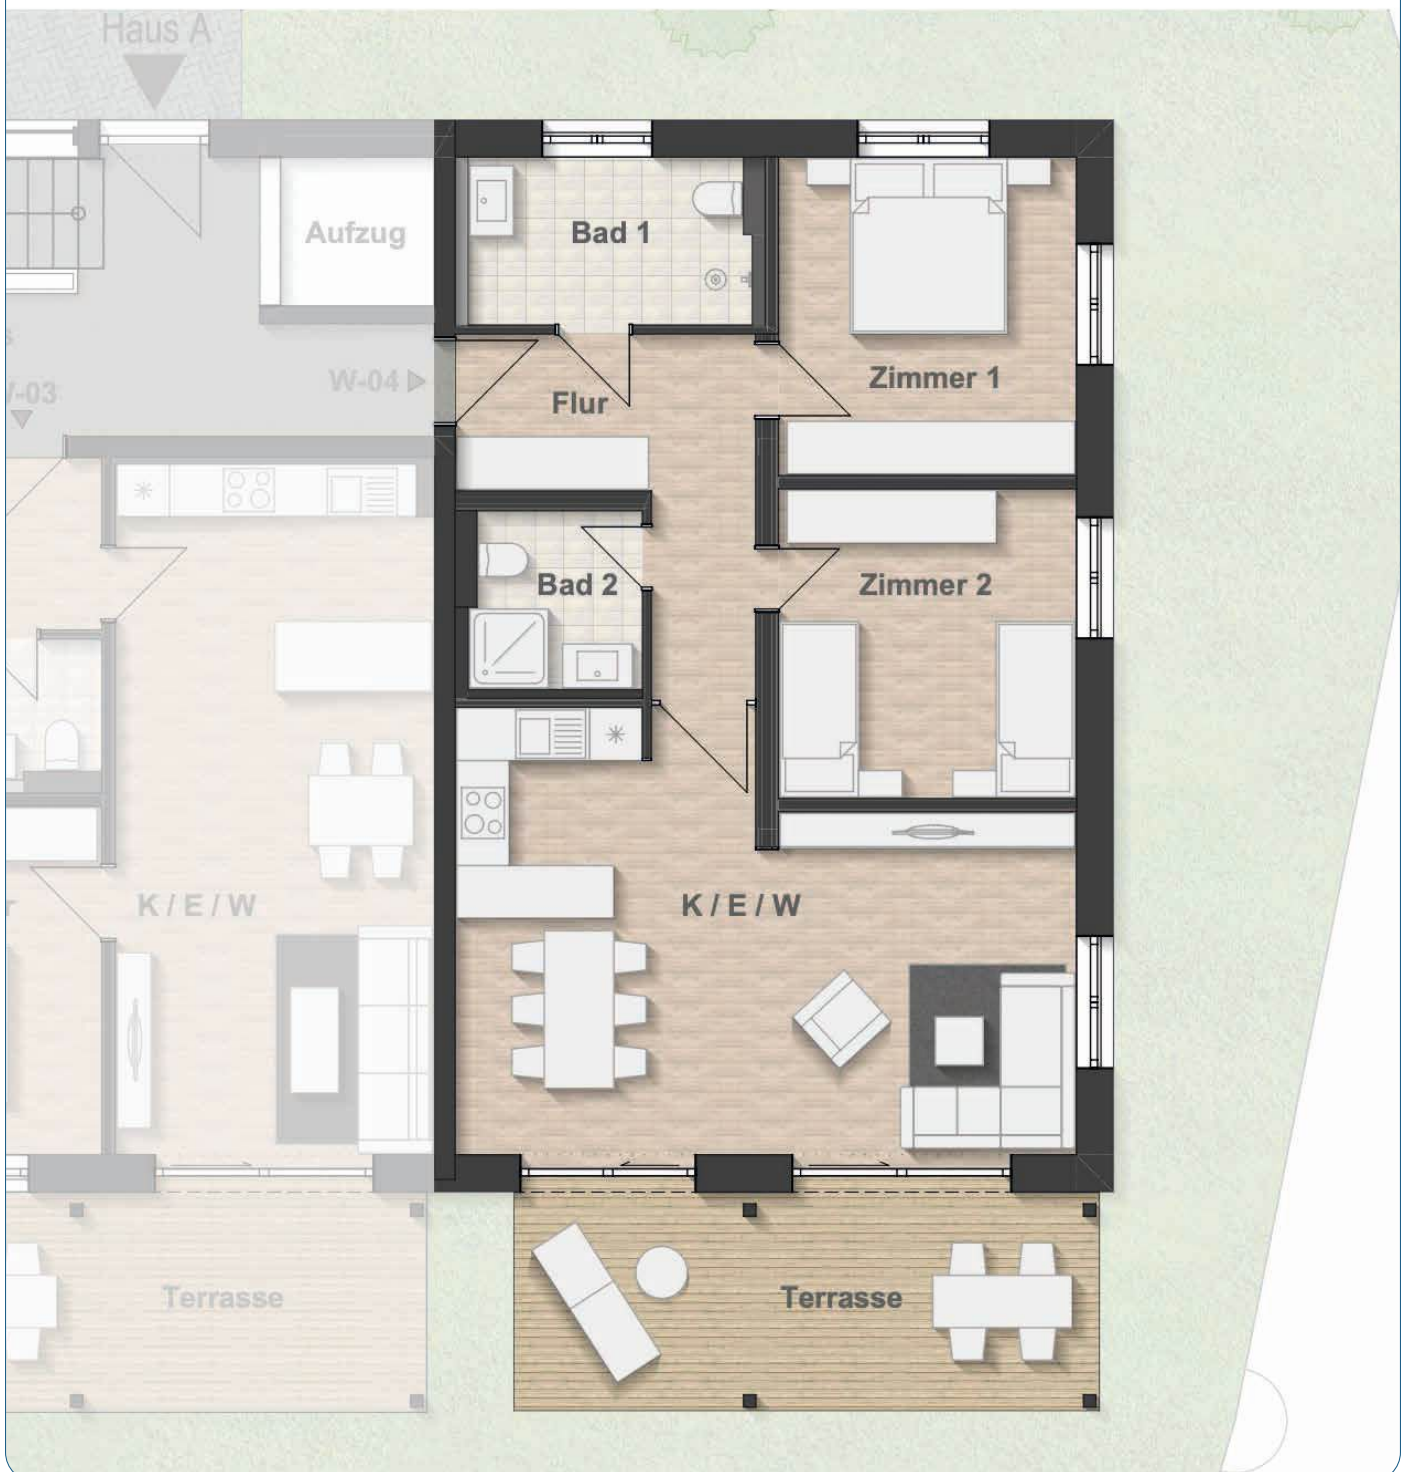 Haus A
Aufzug
Bad 1
Zimmer 1
W-04
Flur
-03
Bad 2
Zimmer 2
K / E / W
K / E / W
Terrasse
Terrasse